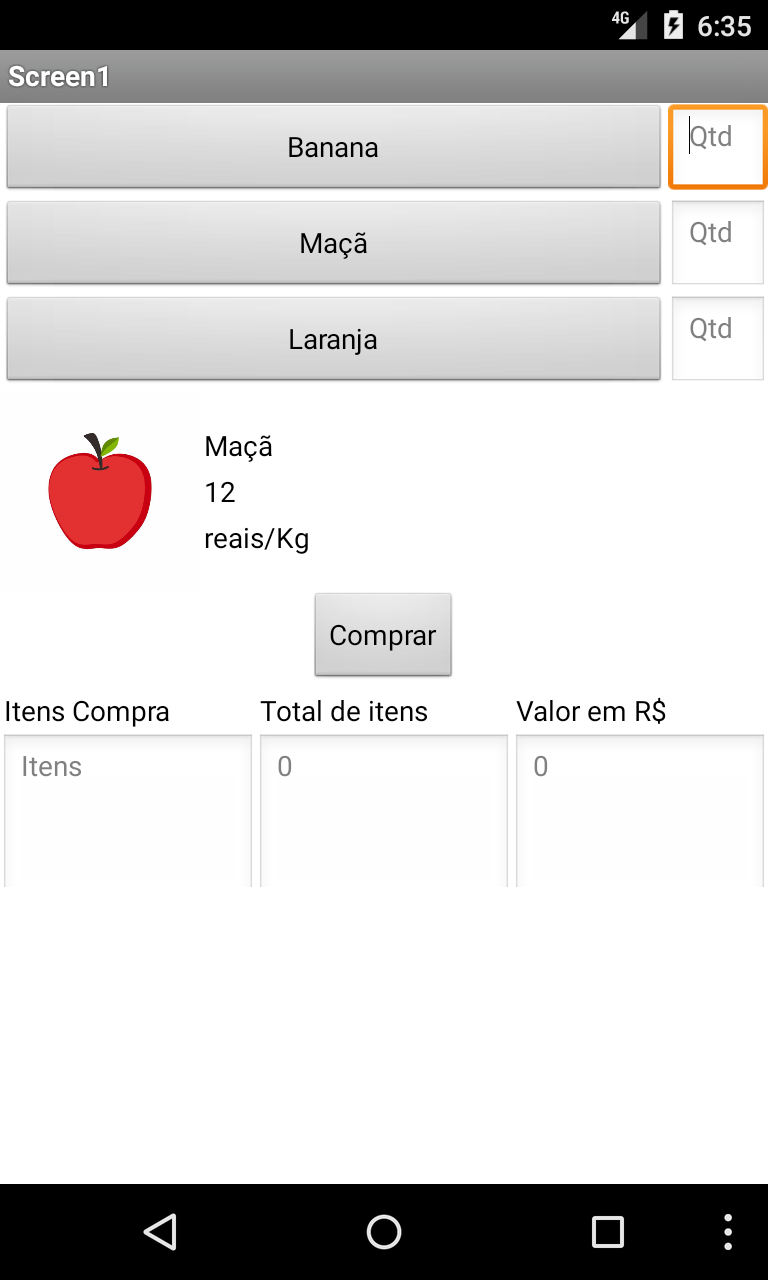 4G 6:35
Screen1
Banana Qtd
Maçã Qtd
Laranja Qtd
Maçã
12
reais/Kg
Comprar
Itens Compra Total de itens Valor em R$
Itens 0 0